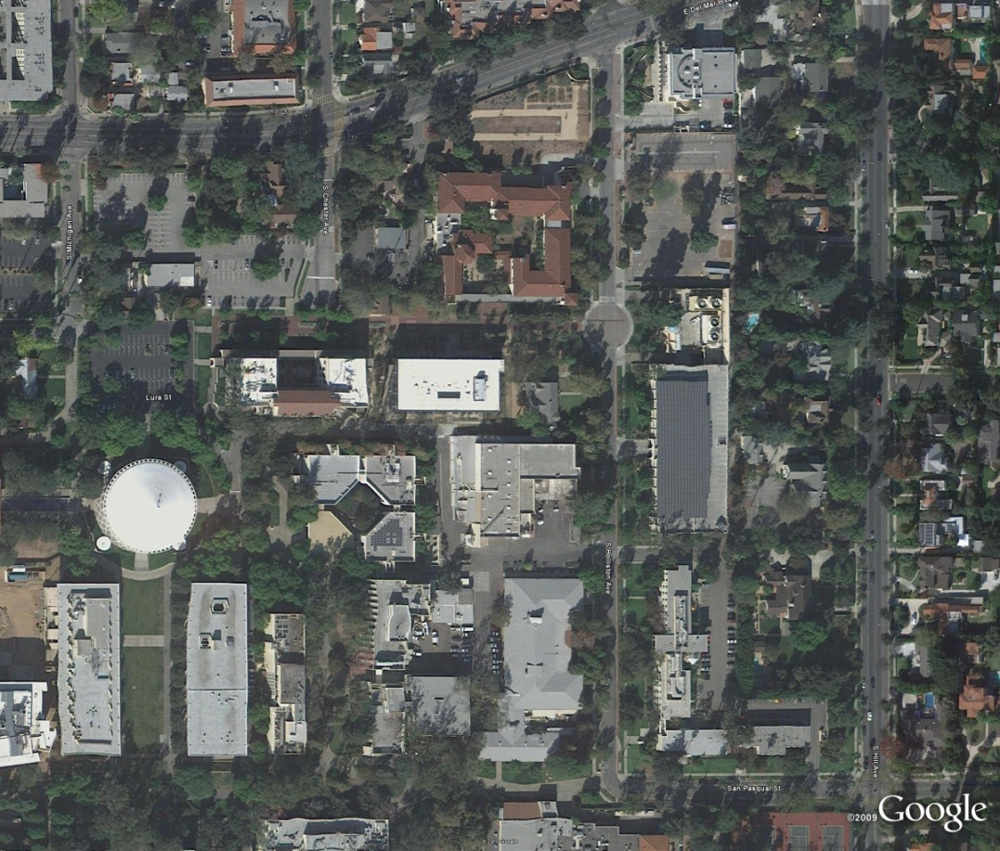 E Del Mar Blvd
S Chester Ave
S Michigan Ave
Lura St
S Holliston Ave
S Hill Ave
San Pasqual St
©2009 Google